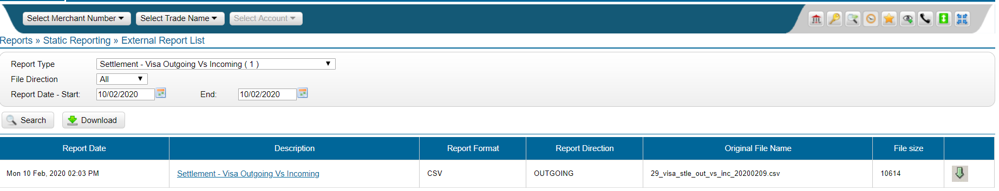 Select Merchant Number Select Trade Name Select Account
Reports » Static Reporting » External Report List
Report Type Settlement - Visa Outgoing Vs Incoming ( 1 )
File Direction All
Report Date - Start: 10/02/2020 End: 10/02/2020
Search Download
Report Date Description Report Format Report Direction Original File Name File size
Mon 10 Feb, 2020 02:03 PM Settlement - Visa Outgoing Vs Incoming CSV OUTGOING 29_visa_stle_out_vs_inc_20200209.csv 10614